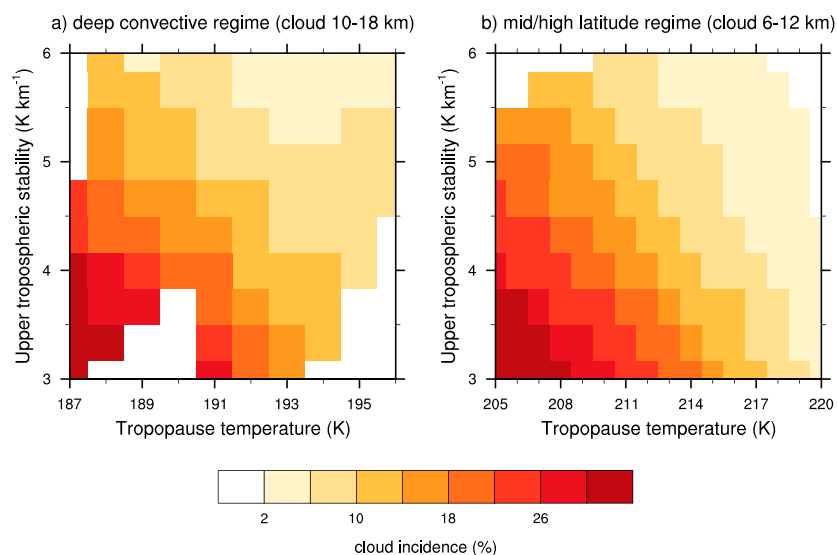 a) deep convective regime (cloud 10-18 km)
b) mid/high latitude regime (cloud 6-12 km)
Upper tropospheric stability (K km⁻¹)
6
5
4
3
187 189 191 193 195
Tropopause temperature (K)
Upper tropospheric stability (K km⁻¹)
6
5
4
3
205 208 211 214 217 220
Tropopause temperature (K)
2 10 18 26
cloud incidence (%)